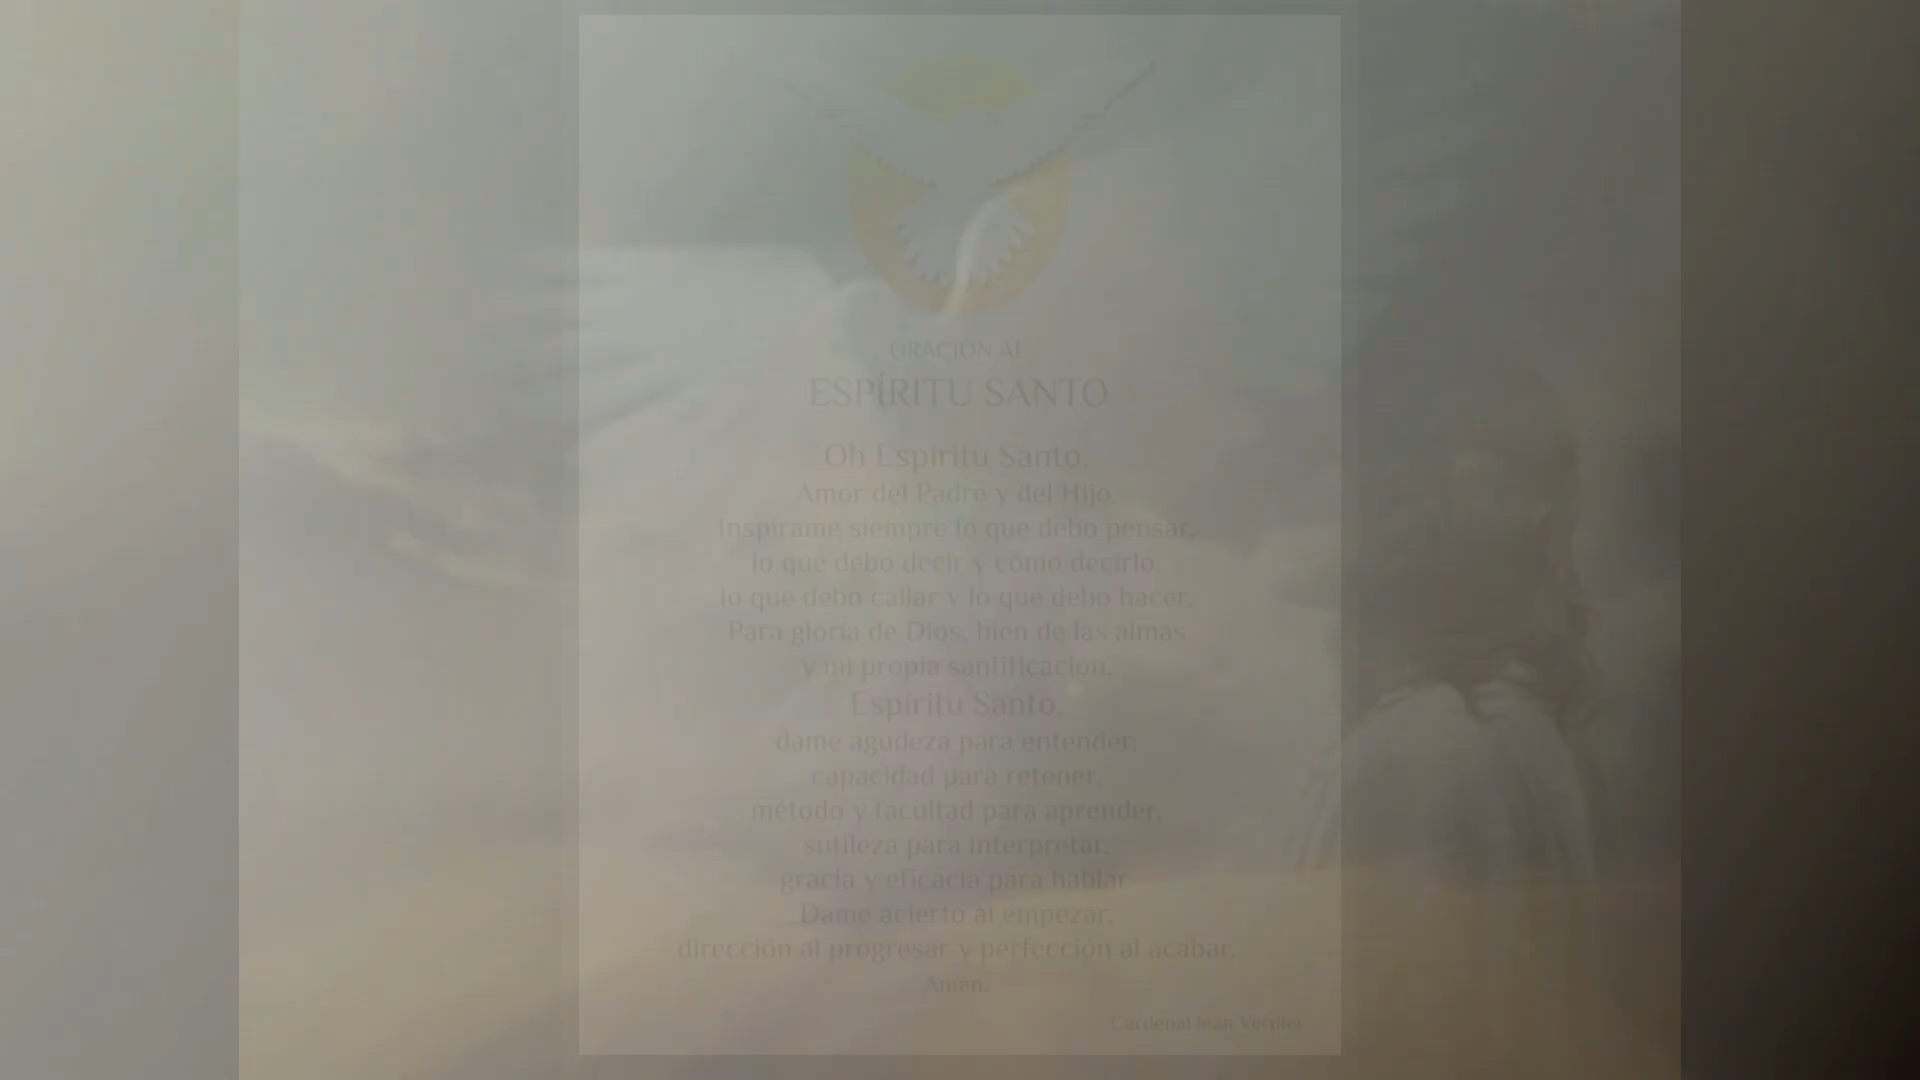 ORACIÓN AL
ESPÍRITU SANTO
Oh Espíritu Santo,
Amor del Padre y del Hijo,
Inspírame siempre lo que debo pensar,
lo que debo decir y cómo decirlo,
lo que debo callar y lo que debo hacer,
Para gloria de Dios, bien de las almas
y mi propia santificación.
Espíritu Santo,
dame agudeza para entender,
capacidad para retener,
método y facultad para aprender,
sutileza para interpretar,
gracia y eficacia para hablar
Dame acierto al empezar,
dirección al progresar y perfección al acabar.
Amén.
Cardenal Jean Verdier